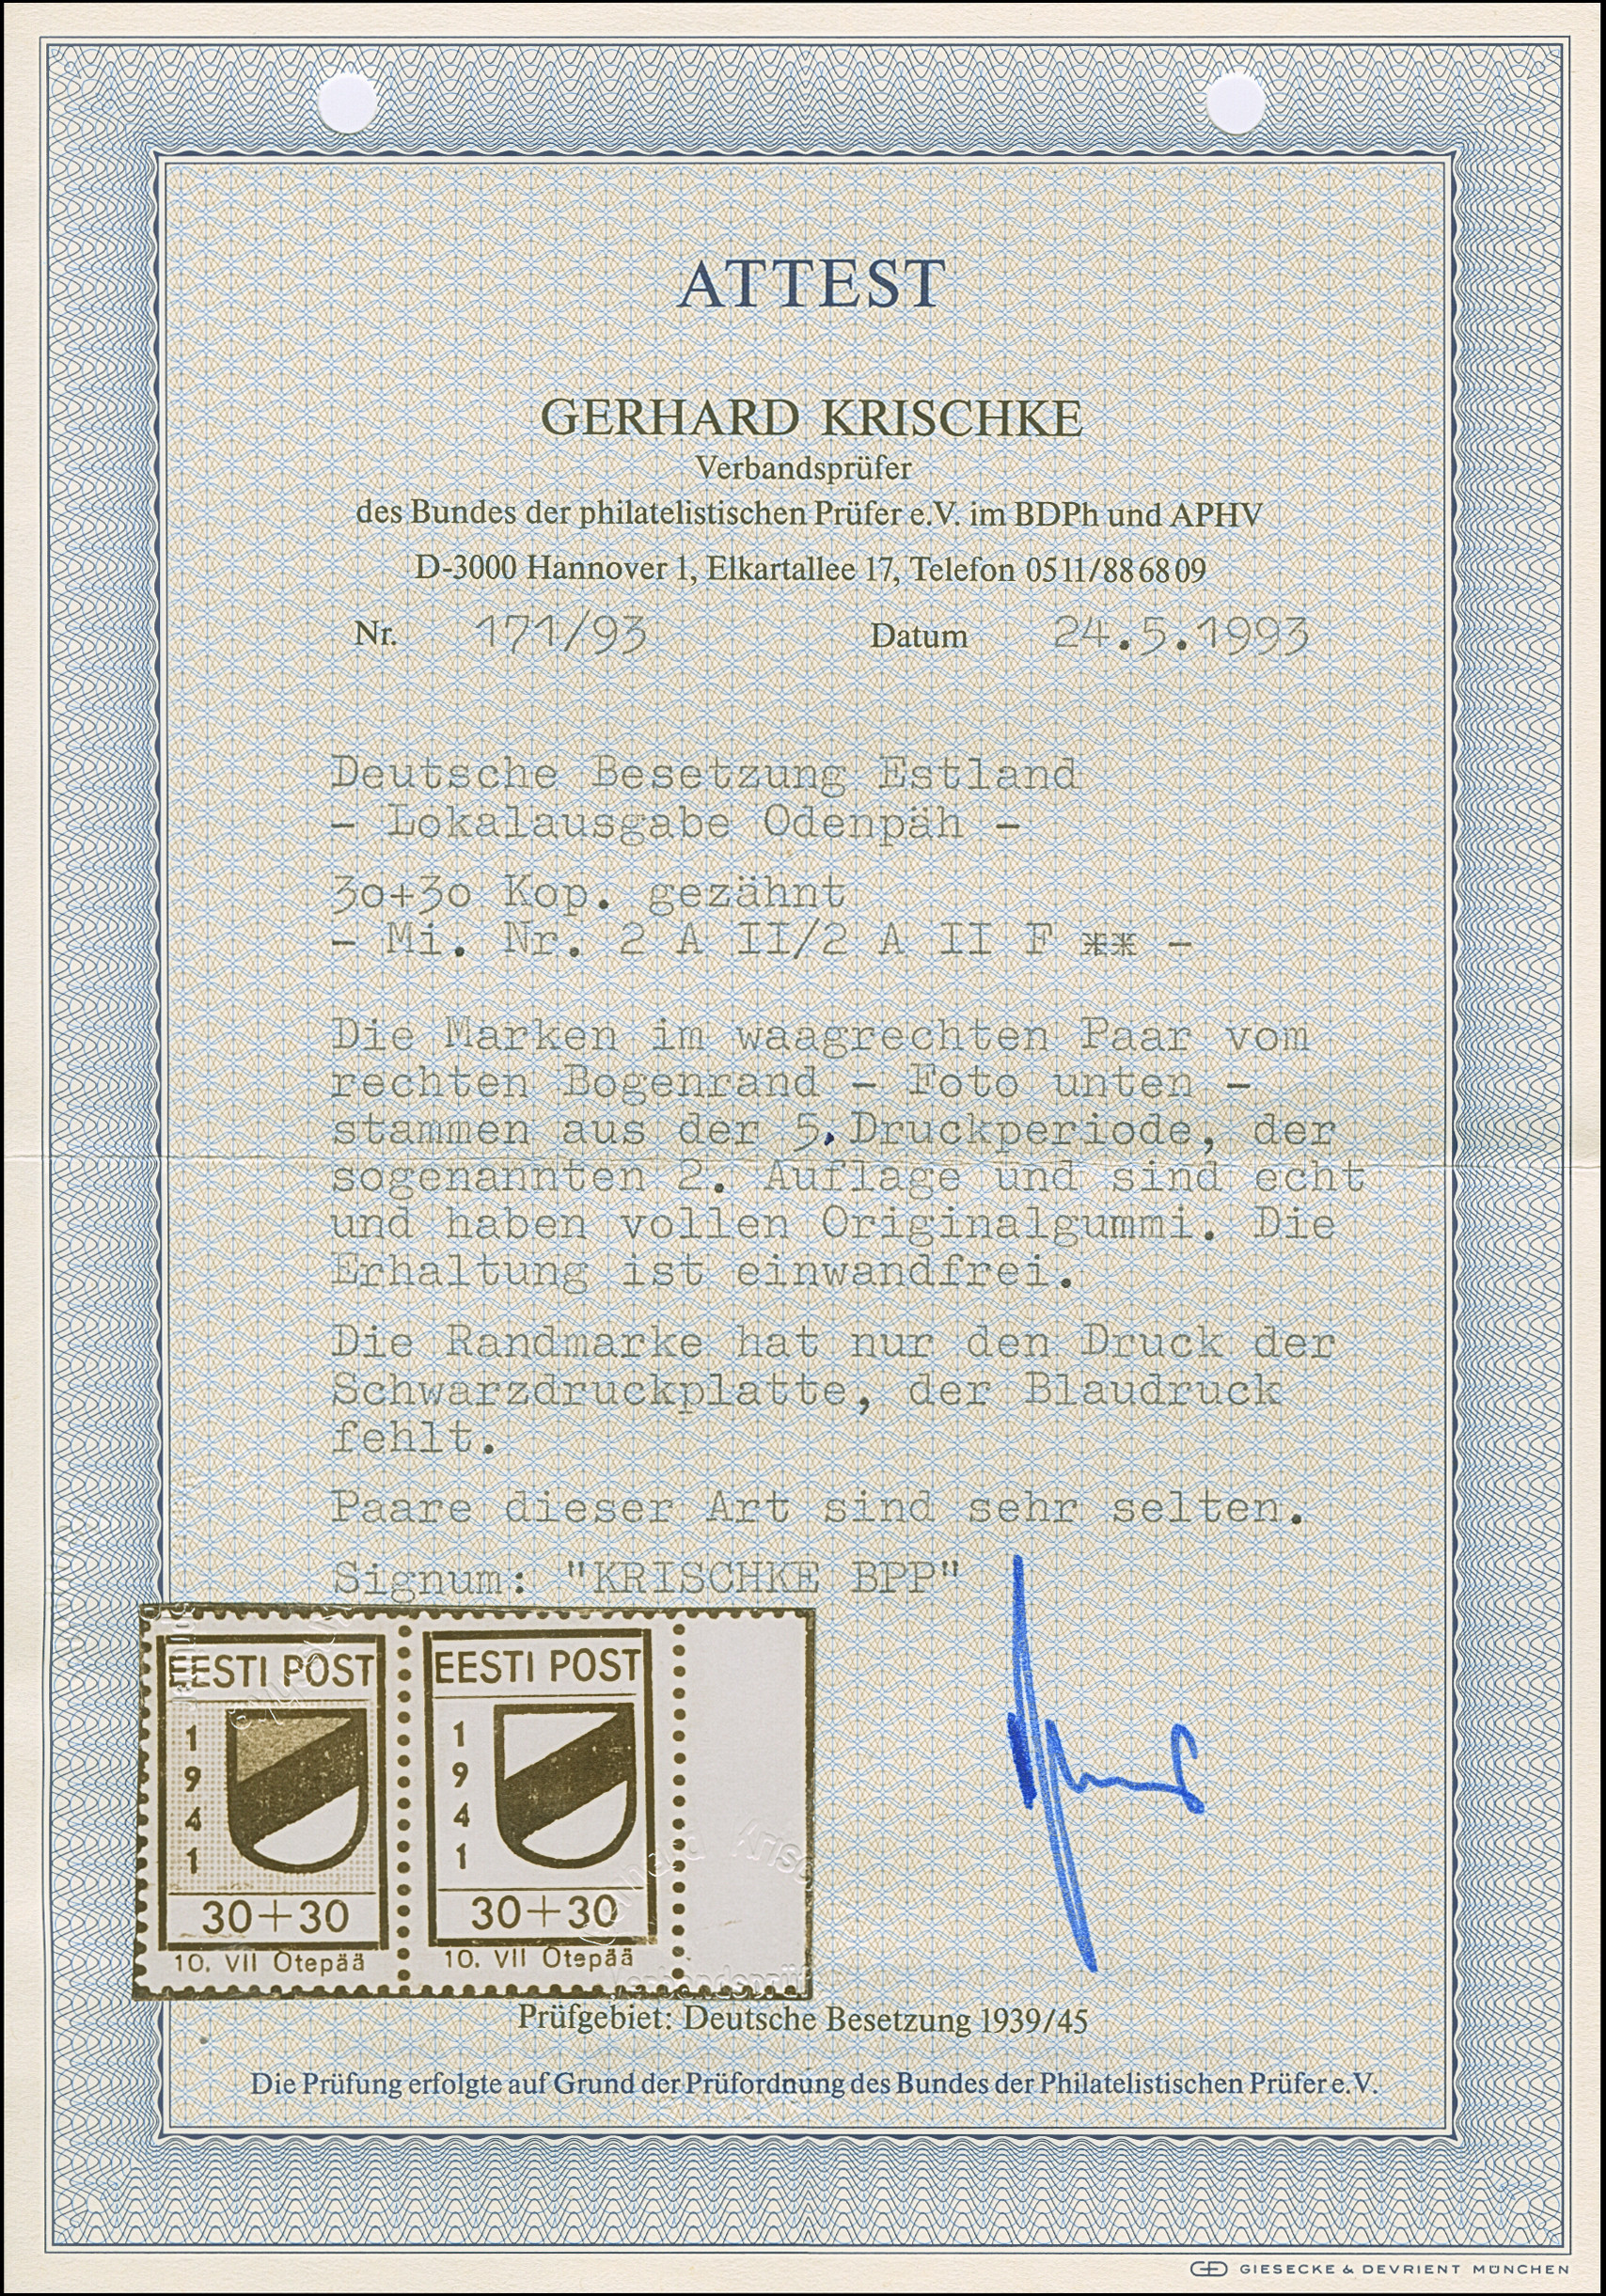 ATTEST
GERHARD KRISCHKE
Verbandsprüfer
des Bundes der philatelistischen Prüfer e.V. im BDPh und APHV
D-3000 Hannover 1, Elkartallee 17, Telefon 0511/886809
Nr. 171/93 Datum 24.5.1993
Deutsche Besetzung Estland
- Lokalausgabe Odenpäh -
30+30 Kop. gezähnt
- Mi. Nr. 2 A II/2 A II F ** -
Die Marken im waagrechten Paar vom
rechten Bogenrand - Foto unten -
stammen aus der 5. Druckperiode, der
sogenannten 2. Auflage und sind echt
und haben vollen Originalgummi. Die
Erhaltung ist einwandfrei.
Die Randmarke hat nur den Druck der
Schwarzdruckplatte, der Blaudruck
fehlt.
Paare dieser Art sind sehr selten.
Signum: "KRISCHKE BPP"
EESTI POST
1
9
4
1
30+30
10. VII Otepää
EESTI POST
1
9
4
1
30+30
10. VII Otepää
Prüfgebiet: Deutsche Besetzung 1939/45
Die Prüfung erfolgte auf Grund der Prüfordnung des Bundes der Philatelistischen Prüfer e.V.
GIESECKE & DEVRIENT MÜNCHEN